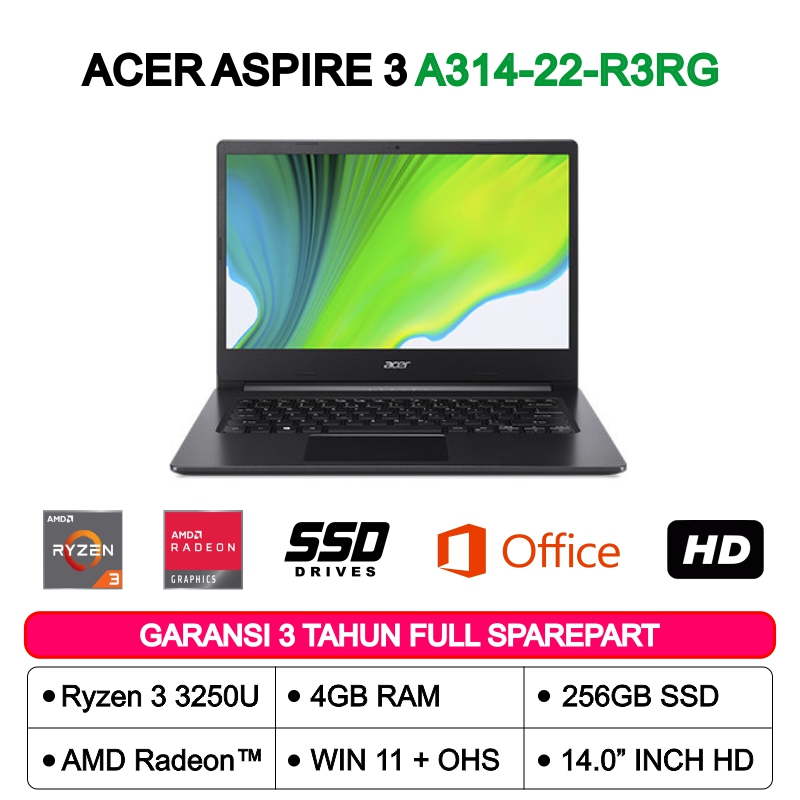 ACER ASPIRE 3 A314-22-R3RG
acer
AMD
RYZEN
3
AMD
RADEON
GRAPHICS
SSD
DRIVES
Office
HD
GARANSI 3 TAHUN FULL SPAREPART
• Ryzen 3 3250U
• 4GB RAM
• 256GB SSD
• AMD Radeon™
• WIN 11 + OHS
• 14.0” INCH HD